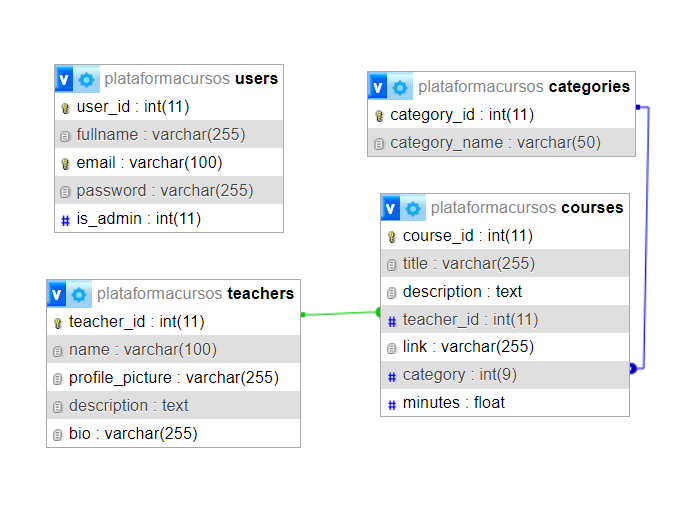 v plataformacursos users
user_id : int(11)
fullname : varchar(255)
email : varchar(100)
password : varchar(255)
# is_admin : int(11)
v plataformacursos categories
category_id : int(11)
category_name : varchar(50)
v plataformacursos courses
course_id : int(11)
title : varchar(255)
description : text
# teacher_id : int(11)
link : varchar(255)
# category : int(9)
# minutes : float
v plataformacursos teachers
teacher_id : int(11)
name : varchar(100)
profile_picture : varchar(255)
description : text
bio : varchar(255)